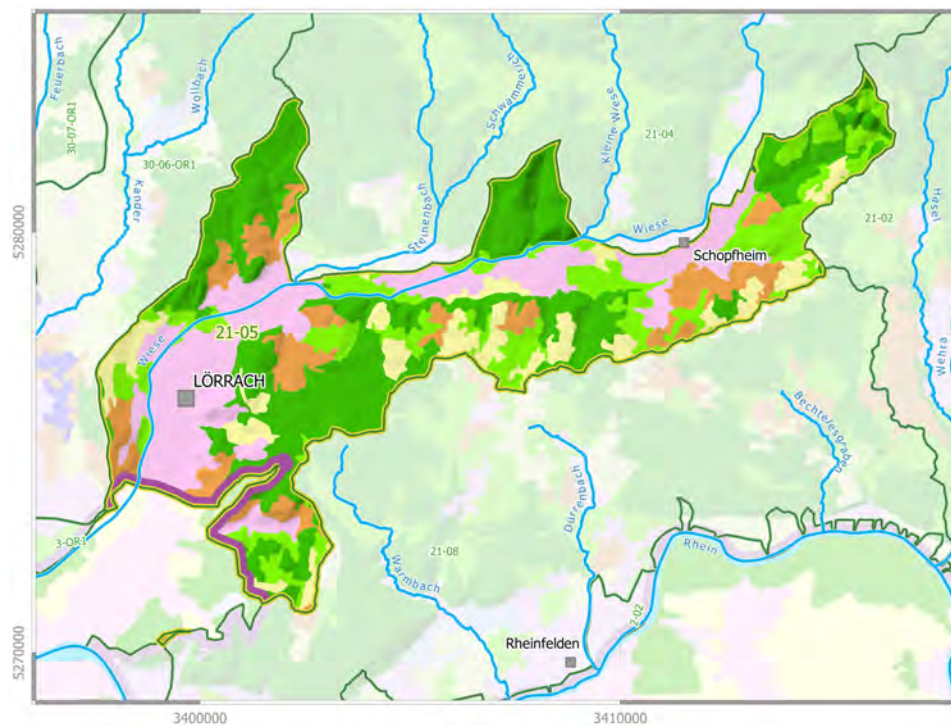 Feuerbach
30-07-OR1
Wollbach
30-06-OR1
Kander
Schwammerich
Steinenbach
Kleine Wiese
21-04
Wiese
Schopfheim
21-02
Hasel
Wehra
5280000
21-05
Wiese
LÖRRACH
Bechtelesgraben
3-OR1
Warmbach
21-08
Dürrenbach
Rhein
2-02
Rheinfelden
5270000
3400000
3410000